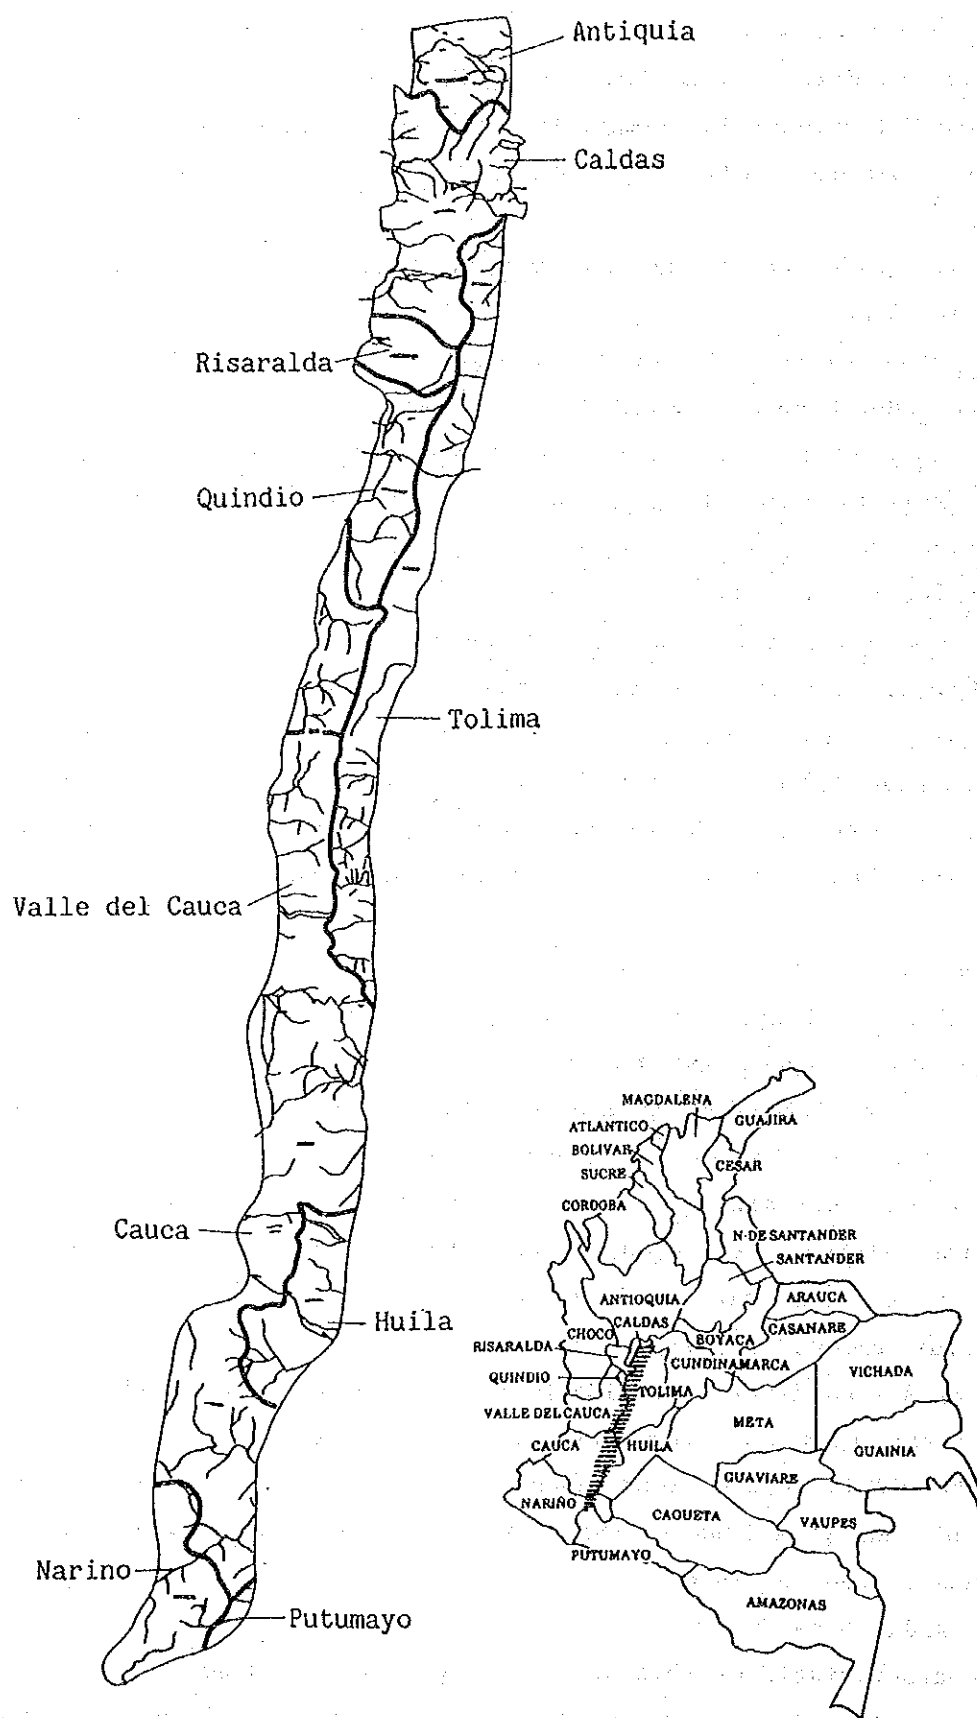 Antiquia
Caldas
Risaralda
Quindio
Tolima
Valle del Cauca
Cauca
Huila
Narino
Putumayo
MAGDALENA
GUAJIRA
ATLANTICO
BOLIVAR
CESAR
SUCRE
CORDOBA
N·DE SANTANDER
SANTANDER
ARAUCA
ANTIOQUIA
CALDAS
CASANARE
CHOCO
BOYACA
RISARALDA
CUNDINAMARCA
VICHADA
QUINDIO
TOLIMA
VALLE DEL CAUCA
META
CAUCA
HUILA
GUAINIA
GUAVIARE
NARIÑO
CAQUETA
VAUPES
PUTUMAYO
AMAZONAS